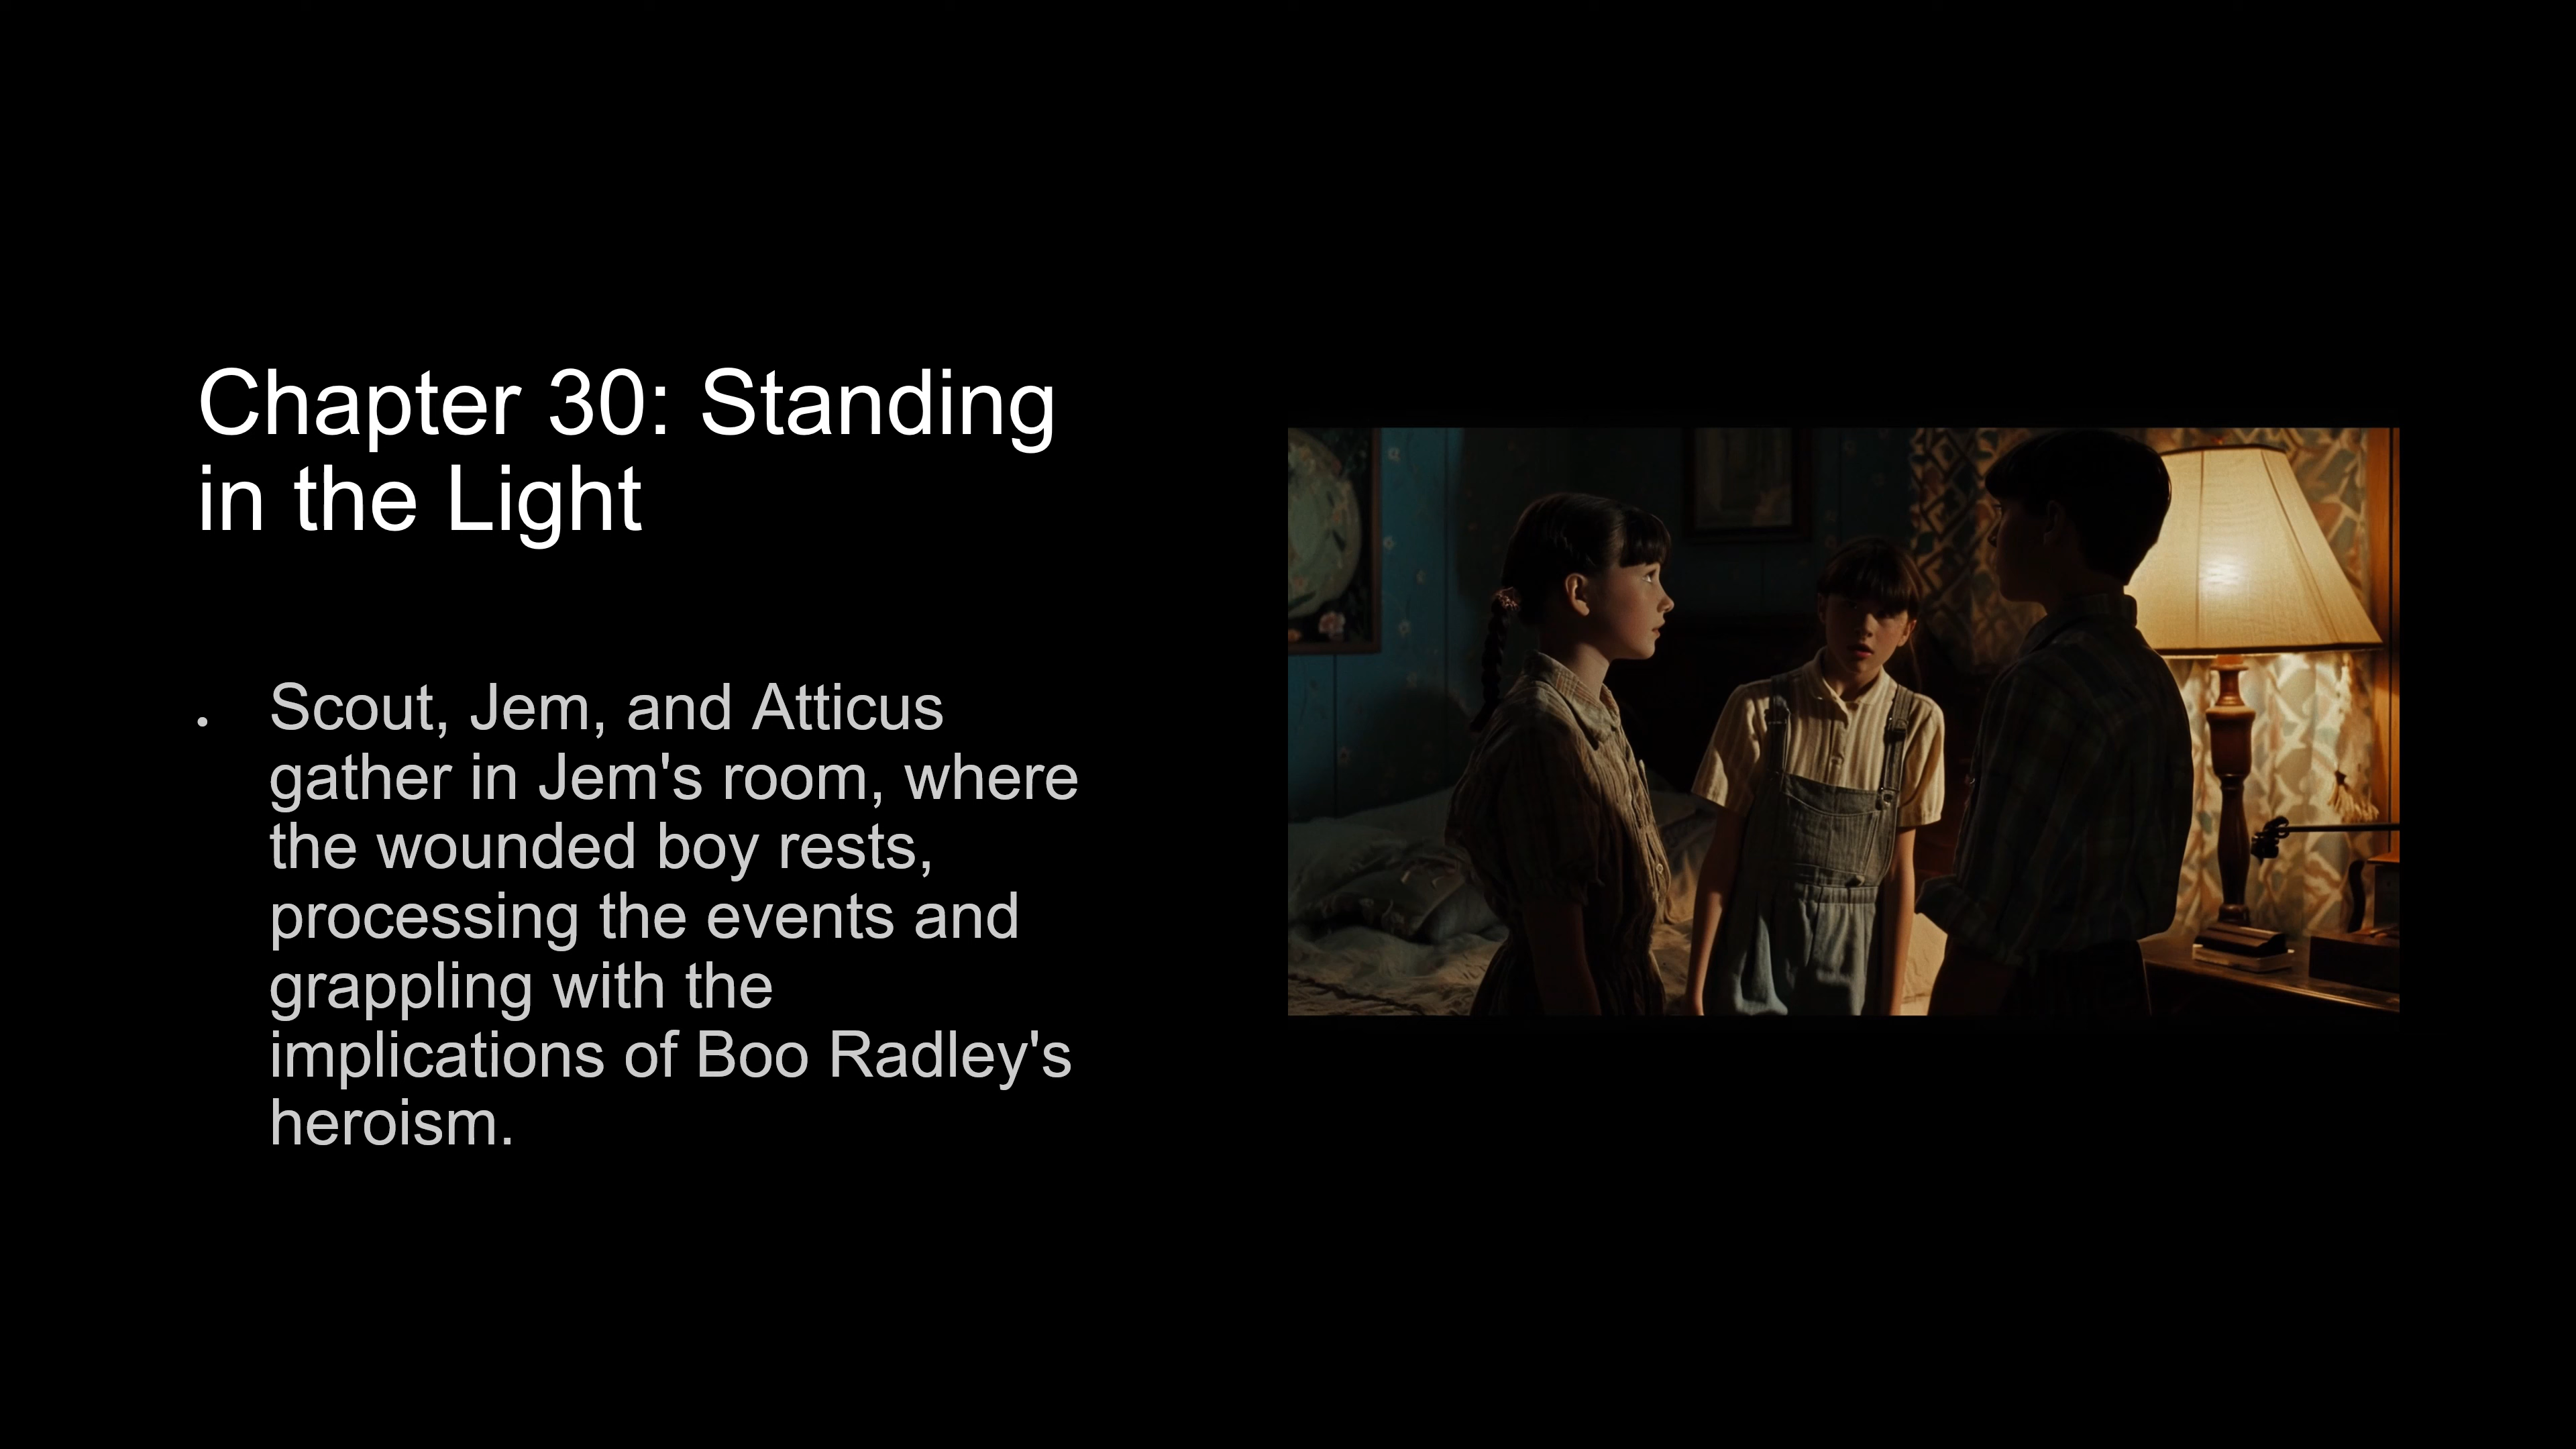 Chapter 30: Standing
in the Light
• Scout, Jem, and Atticus
gather in Jem's room, where
the wounded boy rests,
processing the events and
grappling with the
implications of Boo Radley's
heroism.